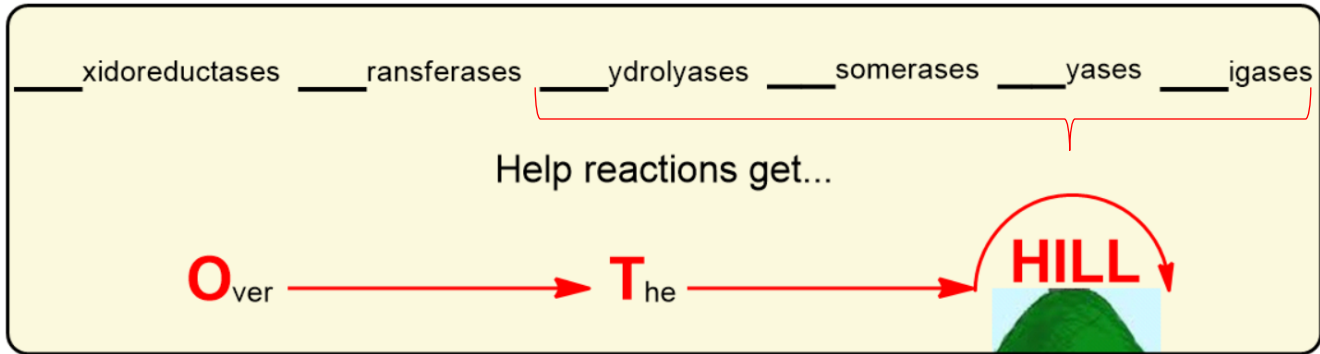 ____xidoreductases ____ransferases ____ydrolyases ____somerases ____yases ____igases
Help reactions get...
Over The HILL